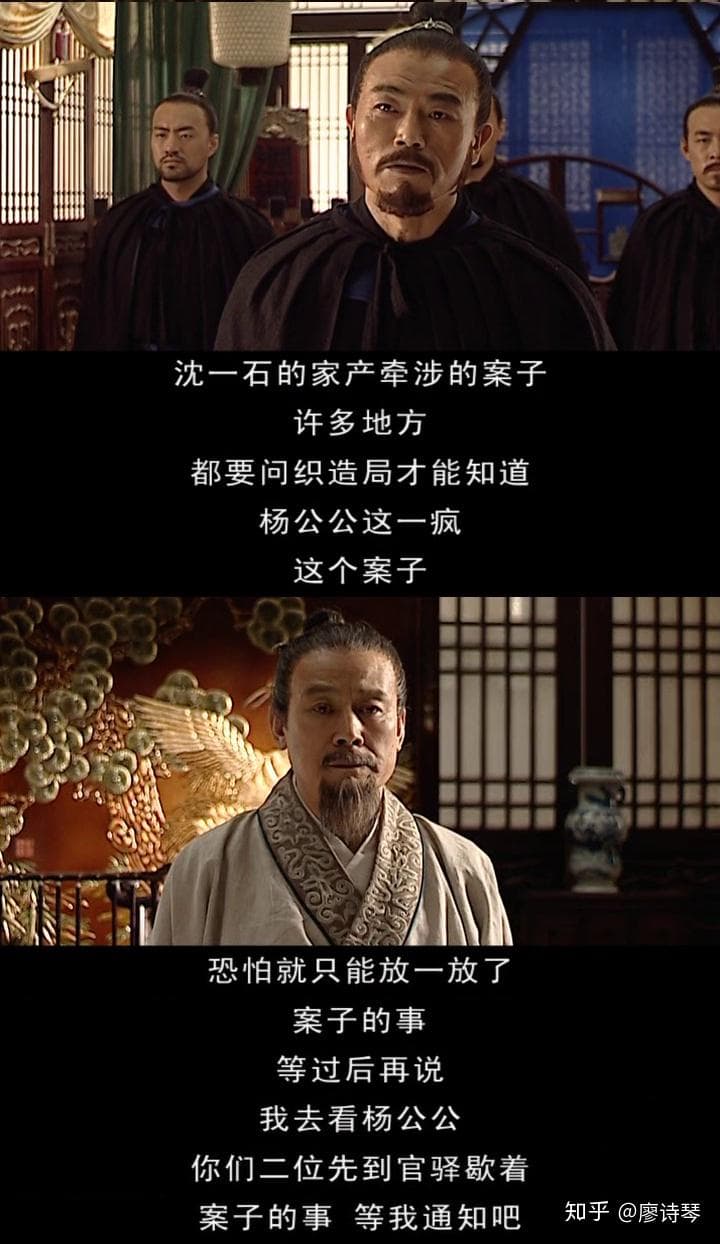 沈一石的家产牵涉的案子
许多地方
都要问织造局才能知道
杨公公这一疯
这个案子
恐怕就只能放一放了
案子的事
等过后再说
我去看杨公公
你们二位先到官驿歇着
案子的事 等我通知吧
知乎 @廖诗琴